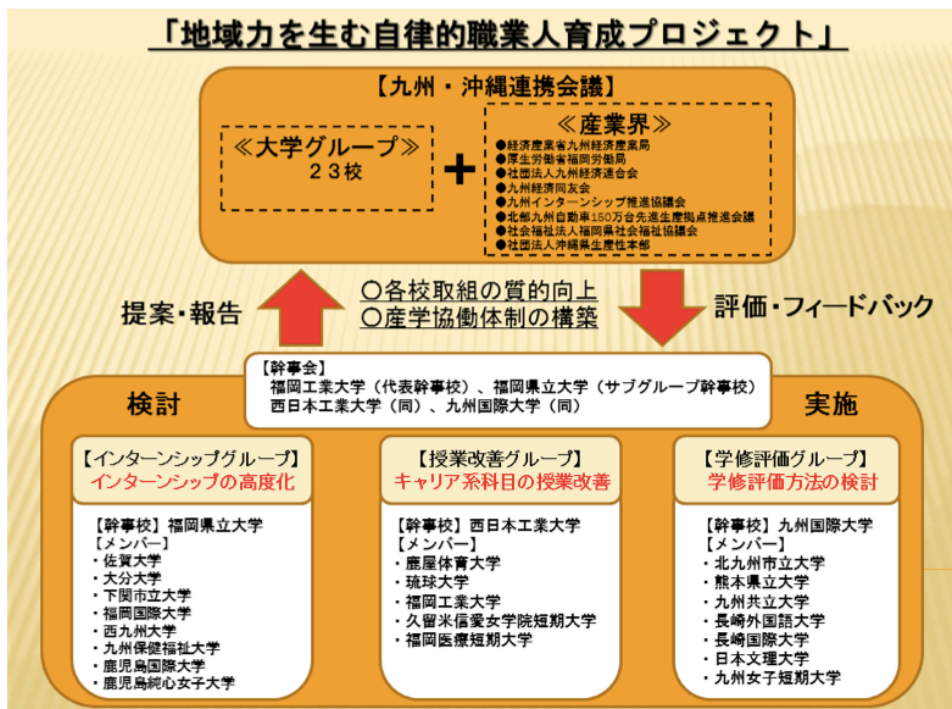 「地域力を生む自律的職業人育成プロジェクト」
【九州・沖縄連携会議】
≪大学グループ≫
23校
+
≪産業界≫
●経済産業省九州経済産業局
●厚生労働省福岡労働局
●社団法人九州経済連合会
●九州経済同友会
●九州インターンシップ推進協議会
●北部九州自動車150万台先進生産拠点推進会議
●社会福祉法人福岡県社会福祉協議会
●社団法人沖縄県生産性本部
提案・報告
○各校取組の質的向上
○産学協働体制の構築
評価・フィードバック
【幹事会】
福岡工業大学(代表幹事校)、福岡県立大学(サブグループ幹事校)
西日本工業大学(同)、九州国際大学(同)
検討
実施
【インターンシップグループ】
インターンシップの高度化
【幹事校】福岡県立大学
【メンバー】
・佐賀大学
・大分大学
・下関市立大学
・福岡国際大学
・西九州大学
・九州保健福祉大学
・鹿児島国際大学
・鹿児島純心女子大学
【授業改善グループ】
キャリア系科目の授業改善
【幹事校】西日本工業大学
【メンバー】
・鹿屋体育大学
・琉球大学
・福岡工業大学
・久留米信愛女学院短期大学
・福岡医療短期大学
【学修評価グループ】
学修評価方法の検討
【幹事校】九州国際大学
【メンバー】
・北九州市立大学
・熊本県立大学
・九州共立大学
・長崎外国語大学
・長崎国際大学
・日本文理大学
・九州女子短期大学